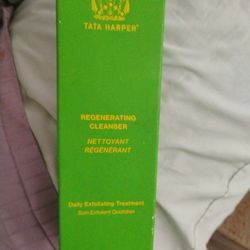 TATA HARPER®
REGENERATING
CLEANSER
NETTOYANT
RÉGÉNÉRANT
Daily Exfoliating Treatment
Soin Exfoliant Quotidien